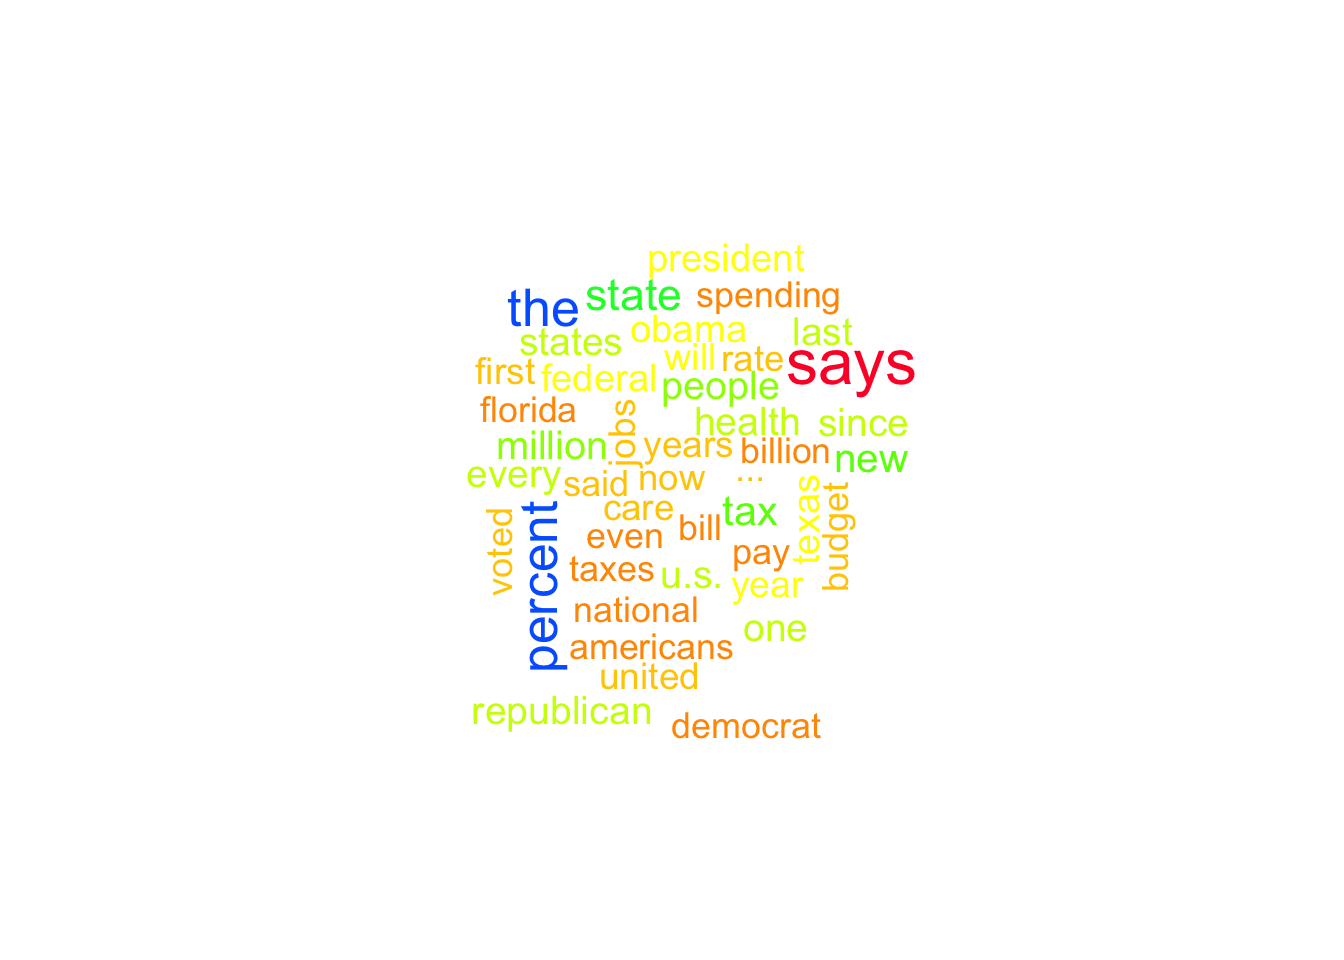 president
the
state
spending
states
obama
last
first
federal
will
rate
says
people
florida
jobs
health
since
million
years
billion
new
every
said
now
...
care
tax
texas
budget
voted
percent
even
bill
pay
taxes
u.s.
year
national
one
americans
united
republican
democrat